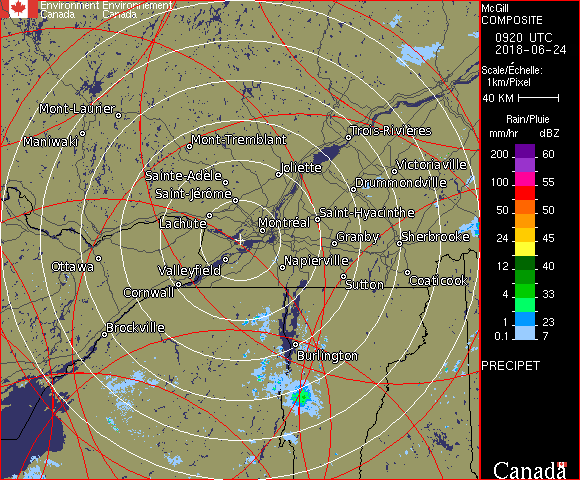 Environment Environnement
Canada Canada
McGill
COMPOSITE
0920 UTC
2018-06-24
Scale/Échelle:
1km/Pixel
40 KM
Rain/Pluie
mm/hr dBZ
200 60
155
100 55
50 50
24 45
12 40
4 33
1 23
0.1 7
PRECIPET
Canada
Mont-Laurier
Maniwaki
Mont-Tremblant
Trois-Rivières
Sainte-Adèle
Joliette
Victoriaville
Saint-Jérôme
Drummondville
Lachute
Montréal
Saint-Hyacinthe
Granby
Sherbrooke
Ottawa
Valleyfield
Napierville
Cornwall
Sutton
Coaticook
Brockville
Burlington